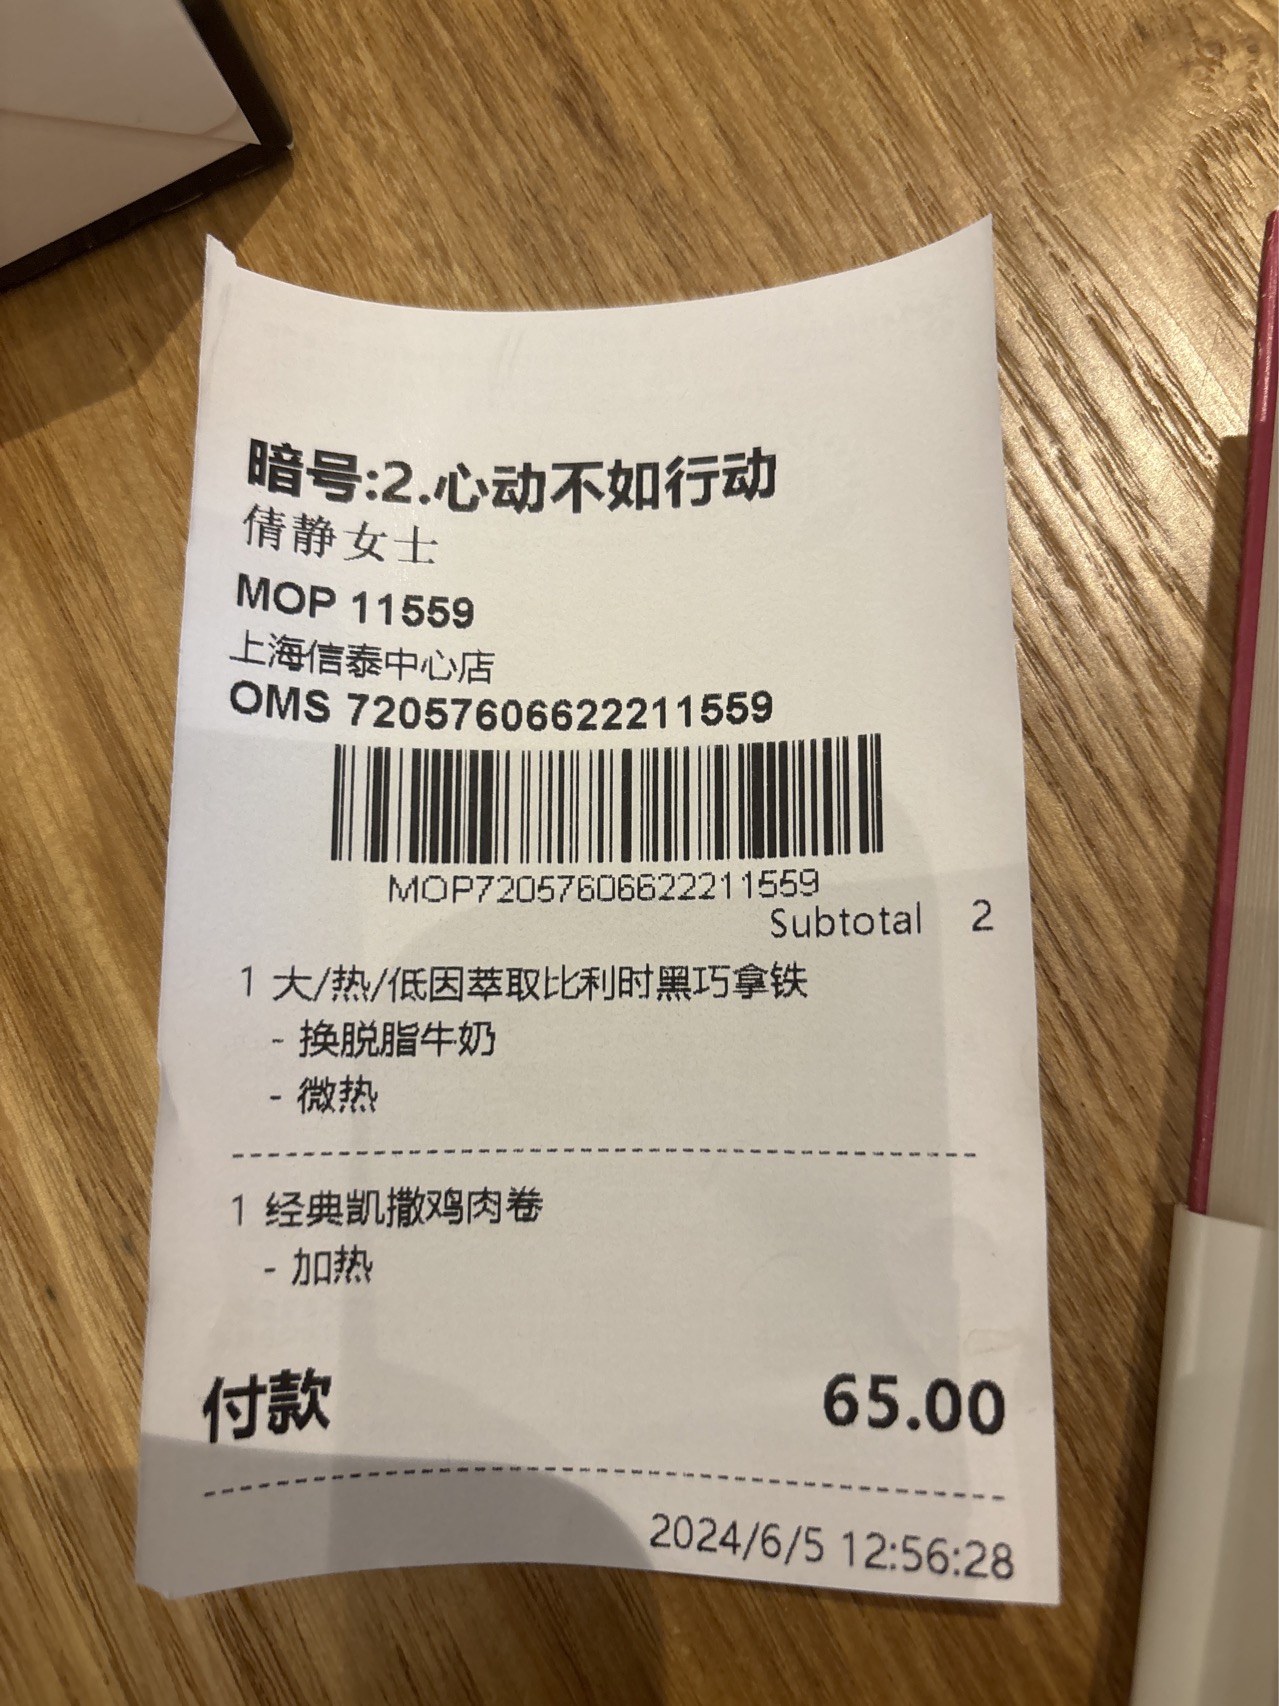 暗号:2.心动不如行动
倩静女士
MOP 11559
上海信泰中心店
OMS 72057606622211559
MOP72057606622211559
Subtotal 2
1 大/热/低因萃取比利时黑巧拿铁
- 换脱脂牛奶
- 微热
1 经典凯撒鸡肉卷
- 加热
付款 65.00
2024/6/5 12:56:28